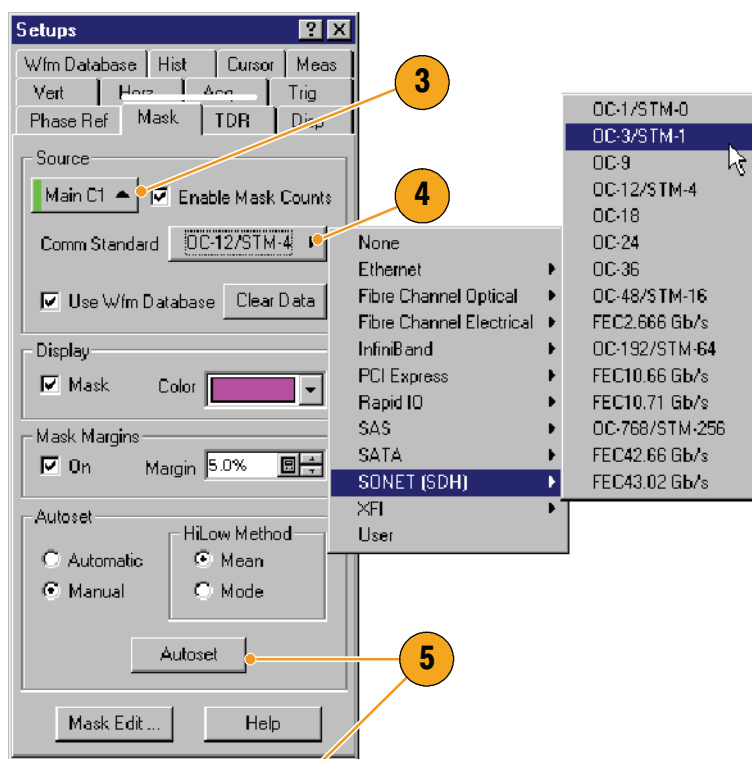 Setups
Wfm Database Hist Cursor Meas
Vert Horz Acq Trig
Phase Ref Mask TDR Disp
3
Source
Main C1 Enable Mask Counts
4
Comm Standard OC-12/STM-4
Use Wfm Database Clear Data
Display
Mask Color
Mask Margins
On Margin 5.0%
Autoset
HiLow Method
Automatic Mean
Manual Mode
Autoset
5
Mask Edit ... Help
None
Ethernet
Fibre Channel Optical
Fibre Channel Electrical
InfiniBand
PCI Express
Rapid IO
SAS
SATA
SONET (SDH)
XFI
User
OC-1/STM-0
OC-3/STM-1
OC-9
OC-12/STM-4
OC-18
OC-24
OC-36
OC-48/STM-16
FEC2.666 Gb/s
OC-192/STM-64
FEC10.66 Gb/s
FEC10.71 Gb/s
OC-768/STM-256
FEC42.66 Gb/s
FEC43.02 Gb/s